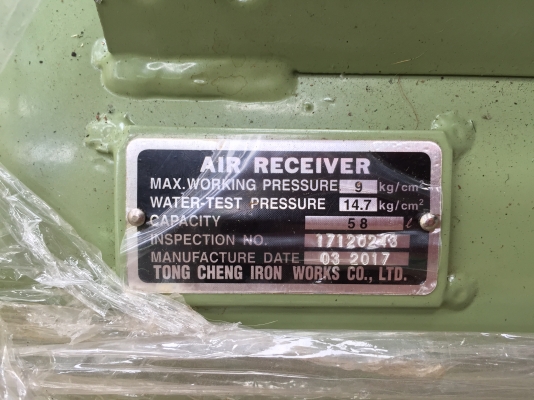 AIR RECEIVER
MAX. WORKING PRESSURE 9 kg/cm²
WATER-TEST PRESSURE 14.7 kg/cm²
CAPACITY 58 ℓ
INSPECTION NO.
MANUFACTURE DATE 03 2017
TONG CHENG IRON WORKS CO., LTD.